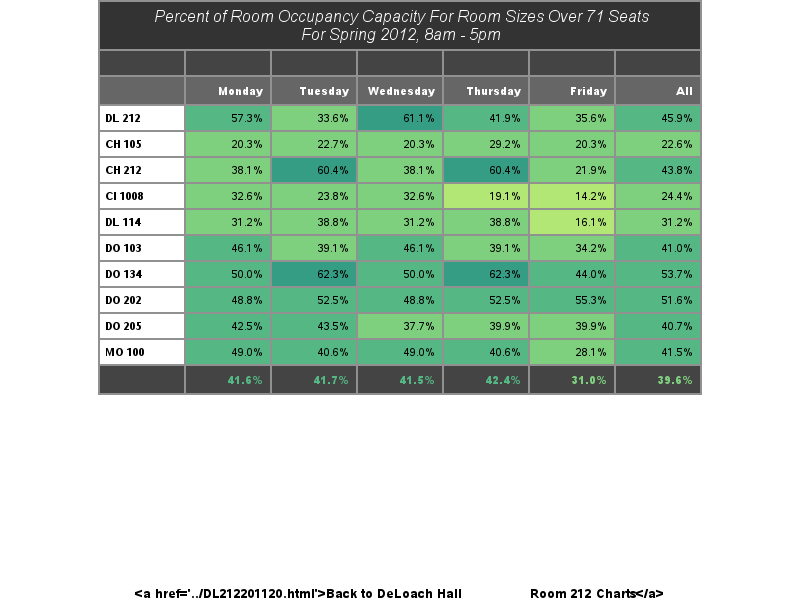 Percent of Room Occupancy Capacity For Room Sizes Over 71 Seats
For Spring 2012, 8am - 5pm
Monday Tuesday Wednesday Thursday Friday All
DL 212 57.3% 33.6% 61.1% 41.9% 35.6% 45.9%
CH 105 20.3% 22.7% 20.3% 29.2% 20.3% 22.6%
CH 212 38.1% 60.4% 38.1% 60.4% 21.9% 43.8%
CI 1008 32.6% 23.8% 32.6% 19.1% 14.2% 24.4%
DL 114 31.2% 38.8% 31.2% 38.8% 16.1% 31.2%
DO 103 46.1% 39.1% 46.1% 39.1% 34.2% 41.0%
DO 134 50.0% 62.3% 50.0% 62.3% 44.0% 53.7%
DO 202 48.8% 52.5% 48.8% 52.5% 55.3% 51.6%
DO 205 42.5% 43.5% 37.7% 39.9% 39.9% 40.7%
MO 100 49.0% 40.6% 49.0% 40.6% 28.1% 41.5%
41.6% 41.7% 41.5% 42.4% 31.0% 39.6%
<a href='../DL212201120.html'>Back to DeLoach Hall Room 212 Charts</a>